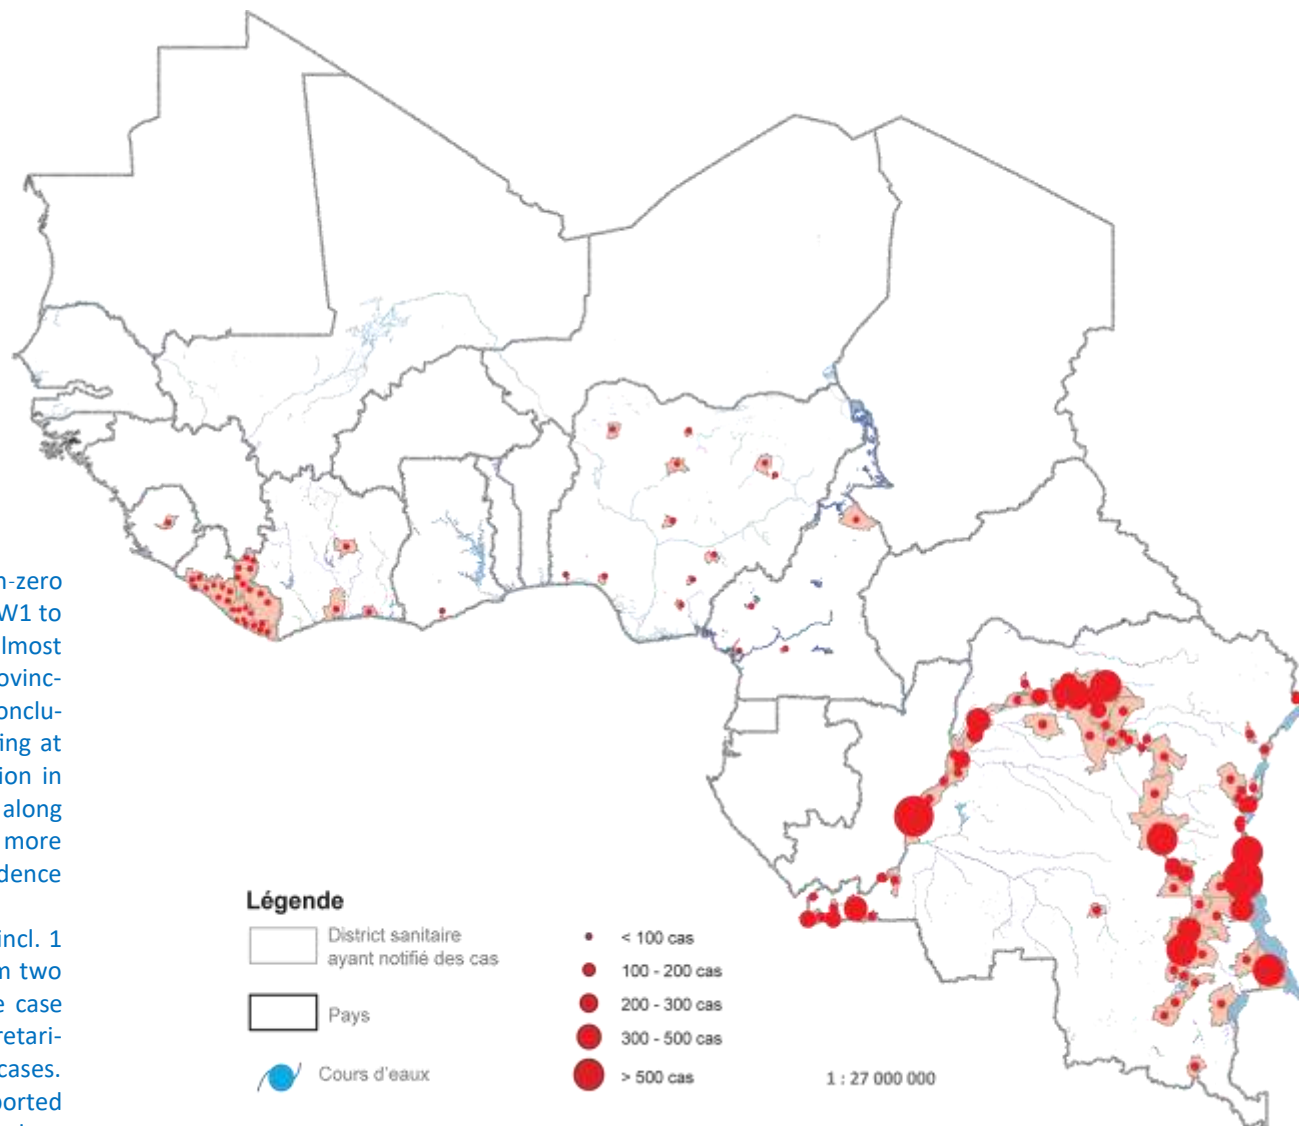 n-zero
W1 to
lmost
ovinc-
onclu-
ing at
ion in
along
more
dence
incl. 1
n two
e case
retari-
cases.
orted
Légende
District sanitaire
ayant notifié des cas
Pays
Cours d'eaux
< 100 cas
100 - 200 cas
200 - 300 cas
300 - 500 cas
> 500 cas
1 : 27 000 000